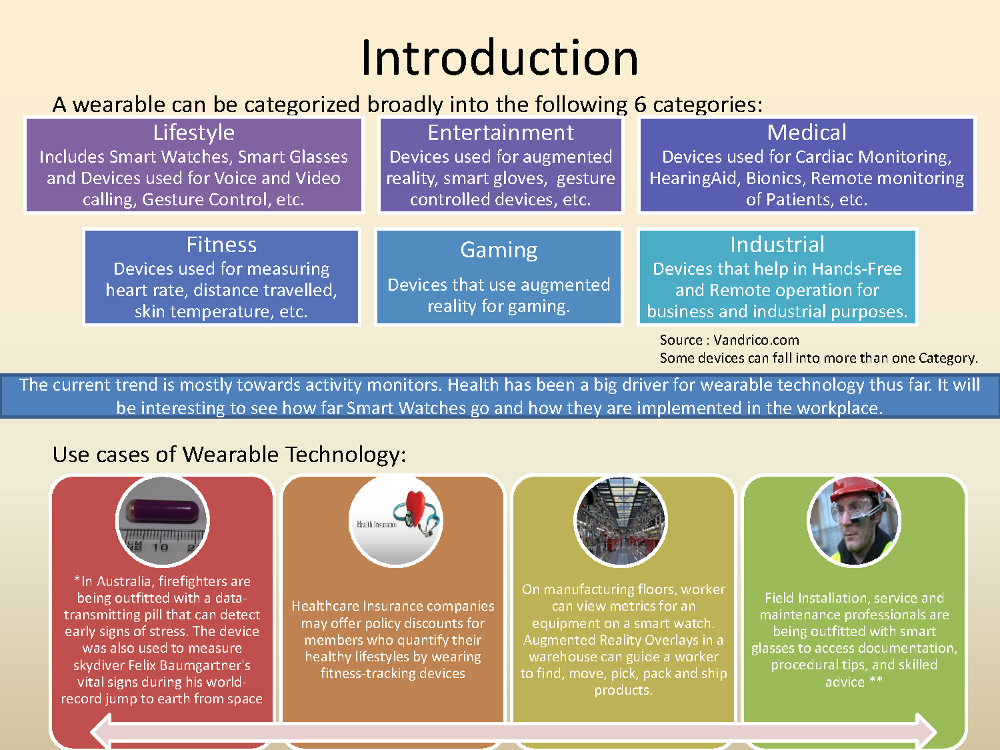 Introduction
A wearable can be categorized broadly into the following 6 categories:
Lifestyle
Includes Smart Watches, Smart Glasses
and Devices used for Voice and Video
calling, Gesture Control, etc.
Entertainment
Devices used for augmented
reality, smart gloves,  gesture
controlled devices, etc.
Medical
Devices used for Cardiac Monitoring,
HearingAid, Bionics, Remote monitoring
of Patients, etc.
Fitness
Devices used for measuring
heart rate, distance travelled,
skin temperature, etc.
Gaming
Devices that use augmented
reality for gaming.
Industrial
Devices that help in Hands-Free
and Remote operation for
business and industrial purposes.
Source : Vandrico.com
Some devices can fall into more than one Category.
The current trend is mostly towards activity monitors. Health has been a big driver for wearable technology thus far. It will
be interesting to see how far Smart Watches go and how they are implemented in the workplace.
Use cases of Wearable Technology:
CM 10 2
MM
*In Australia, firefighters are
being outfitted with a data-
transmitting pill that can detect
early signs of stress. The device
was also used to measure
skydiver Felix Baumgartner's
vital signs during his world-
record jump to earth from space
Health Insurance
Healthcare Insurance companies
may offer policy discounts for
members who quantify their
healthy lifestyles by wearing
fitness-tracking devices
On manufacturing floors, worker
can view metrics for an
equipment on a smart watch.
Augmented Reality Overlays in a
warehouse can guide a worker
to find, move, pick, pack and ship
products.
Field Installation, service and
maintenance professionals are
being outfitted with smart
glasses to access documentation,
procedural tips, and skilled
advice **